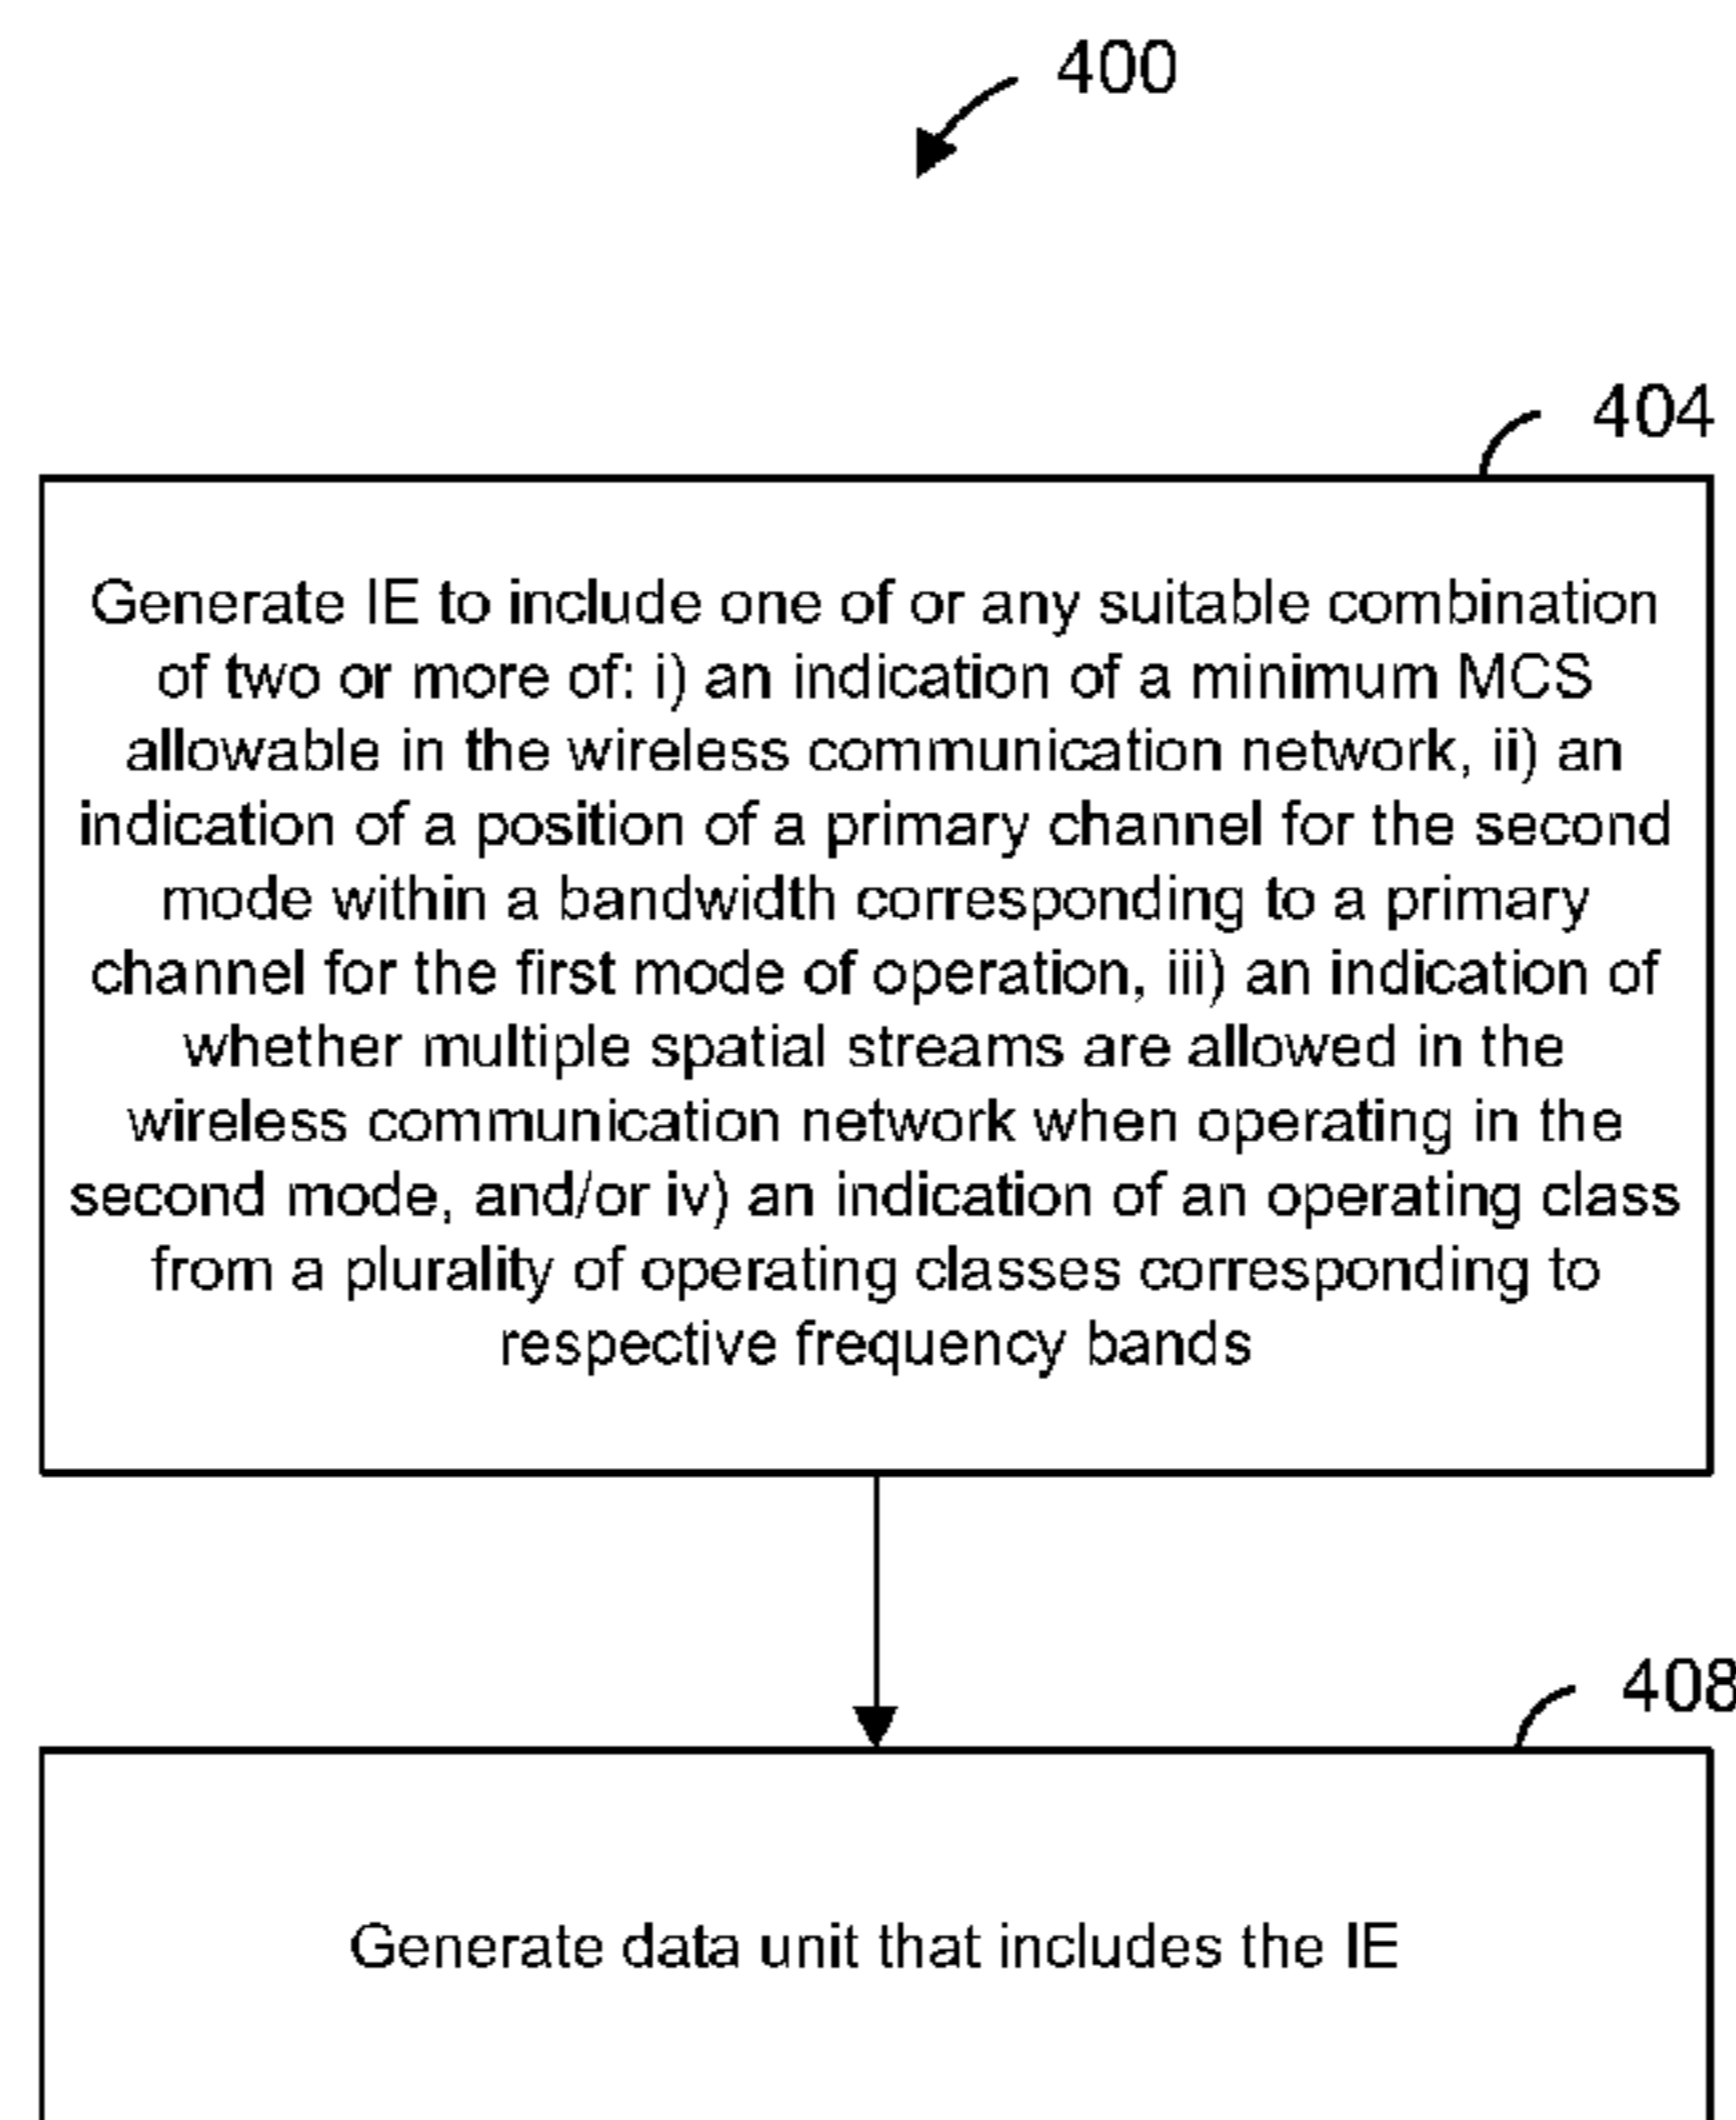 400
404
Generate IE to include one of or any suitable combination
of two or more of: i) an indication of a minimum MCS
allowable in the wireless communication network, ii) an
indication of a position of a primary channel for the second
mode within a bandwidth corresponding to a primary
channel for the first mode of operation, iii) an indication of
whether multiple spatial streams are allowed in the
wireless communication network when operating in the
second mode, and/or iv) an indication of an operating class
from a plurality of operating classes corresponding to
respective frequency bands
408
Generate data unit that includes the IE